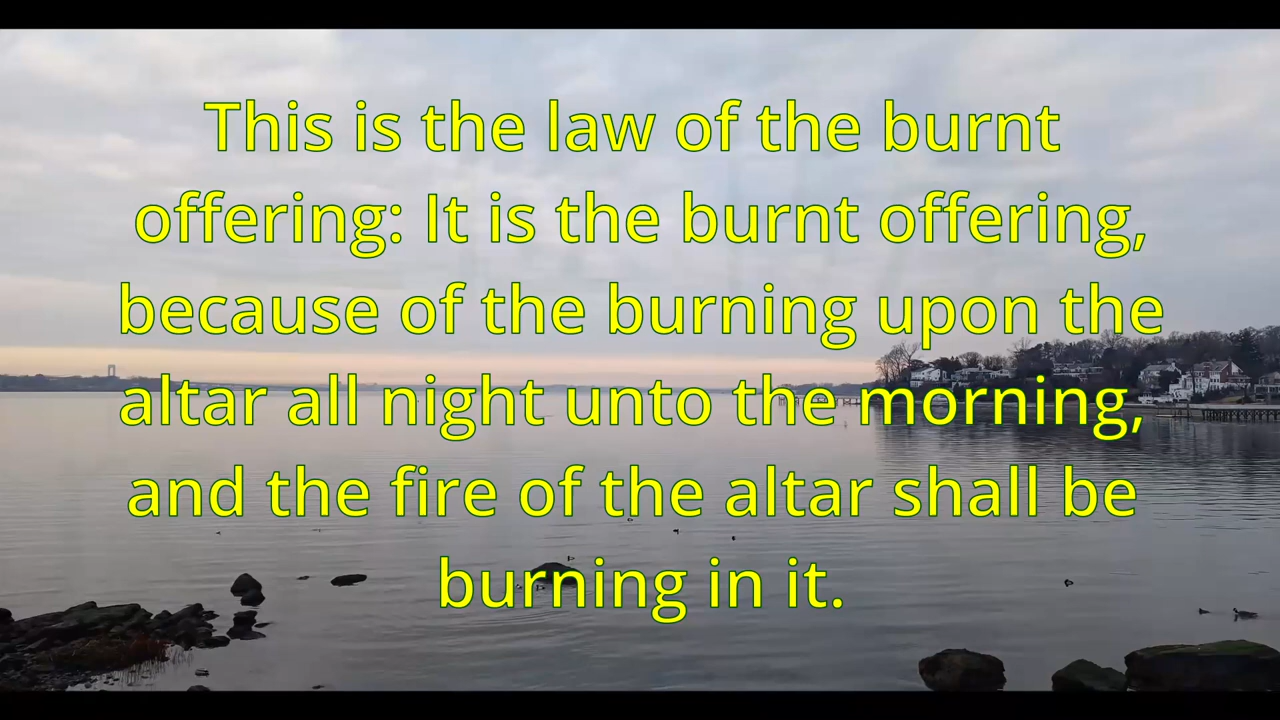 This is the law of the burnt
offering: It is the burnt offering,
because of the burning upon the
altar all night unto the morning,
and the fire of the altar shall be
burning in it.